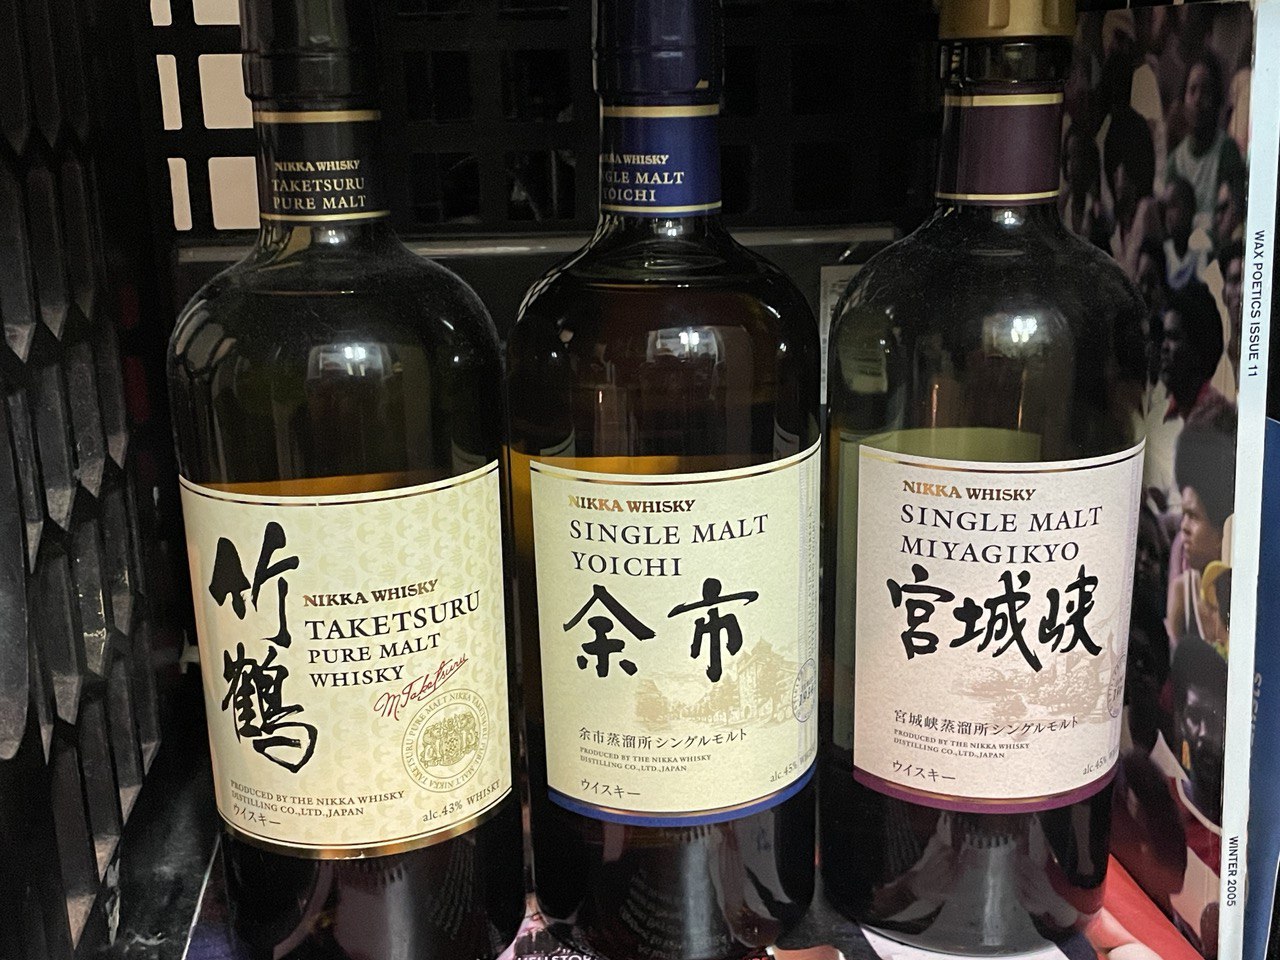 NIKKA WHISKY
TAKETSURU
PURE MALT
竹鶴
NIKKA WHISKY
TAKETSURU
PURE MALT
WHISKY
M Taketsuru
PRODUCED BY THE NIKKA WHISKY
DISTILLING CO.,LTD.,JAPAN
ウイスキー
alc.43% WHISKY
WHISKY
MALT
YOICHI
NIKKA WHISKY
SINGLE MALT
YOICHI
余市
余市蒸溜所シングルモルト
PRODUCED BY THE NIKKA WHISKY
DISTILLING CO.,LTD.,JAPAN
ウイスキー
alc.45%
NIKKA WHISKY
SINGLE MALT
MIYAGIKYO
宮城峡
宮城峡蒸溜所シングルモルト
PRODUCED BY THE NIKKA WHISKY
DISTILLING CO.,LTD.,JAPAN
ウイスキー
alc.45%
WAX POETICS ISSUE 11
WINTER 2005